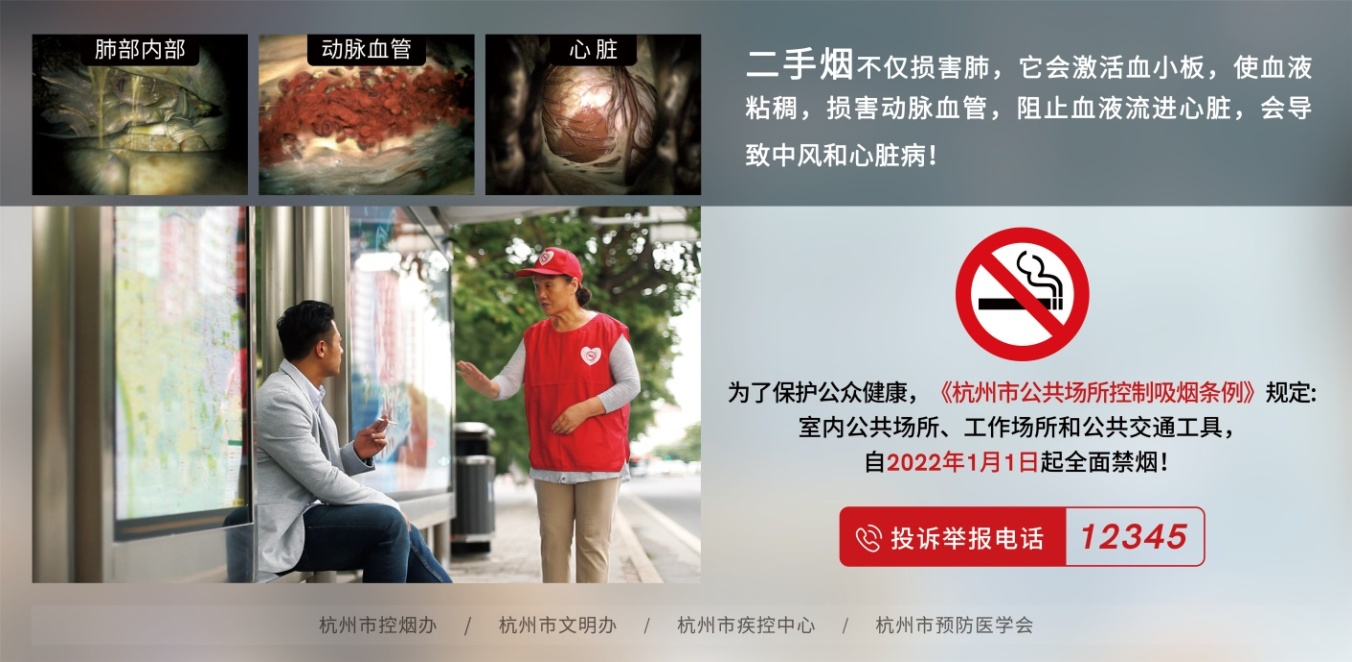 肺部内部
动脉血管
心脏
二手烟不仅损害肺，它会激活血小板，使血液
粘稠，损害动脉血管，阻止血液流进心脏，会导
致中风和心脏病！
为了保护公众健康，《杭州市公共场所控制吸烟条例》规定:
室内公共场所、工作场所和公共交通工具，
自2022年1月1日起全面禁烟！
投诉举报电话 12345
杭州市控烟办 / 杭州市文明办 / 杭州市疾控中心 / 杭州市预防医学会